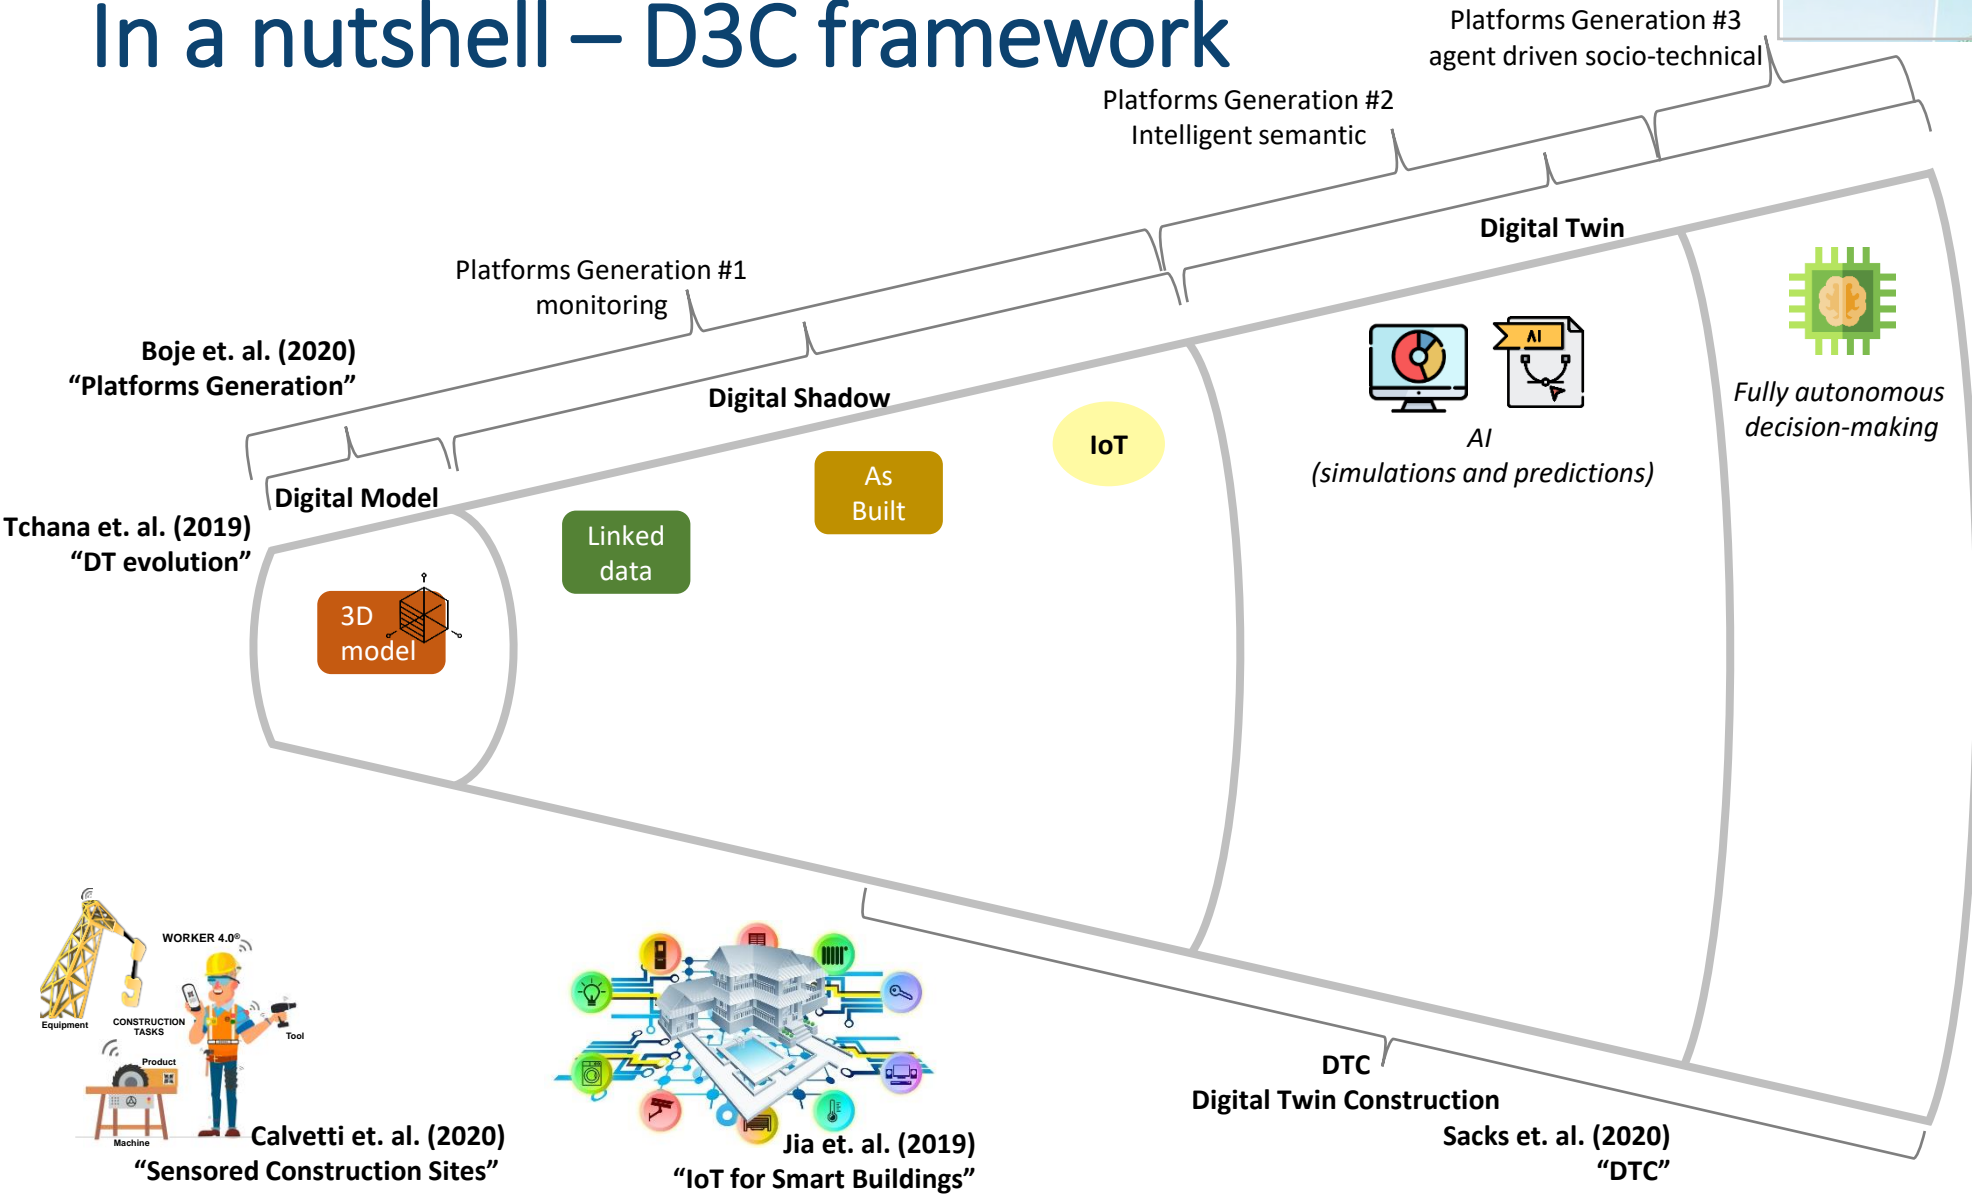 In a nutshell – D3C framework
Platforms Generation #3
agent driven socio-technical
Platforms Generation #2
Intelligent semantic
Digital Twin
Platforms Generation #1
monitoring
Boje et. al. (2020)
“Platforms Generation”
Digital Shadow
AI
Fully autonomous
decision-making
IoT
AI
(simulations and predictions)
As
Built
Digital Model
Tchana et. al. (2019)
“DT evolution”
Linked
data
3D
model
WORKER 4.0®
Equipment
CONSTRUCTION
TASKS
Tool
Product
Machine
Calvetti et. al. (2020)
“Sensored Construction Sites”
Jia et. al. (2019)
“IoT for Smart Buildings”
DTC
Digital Twin Construction
Sacks et. al. (2020)
“DTC”